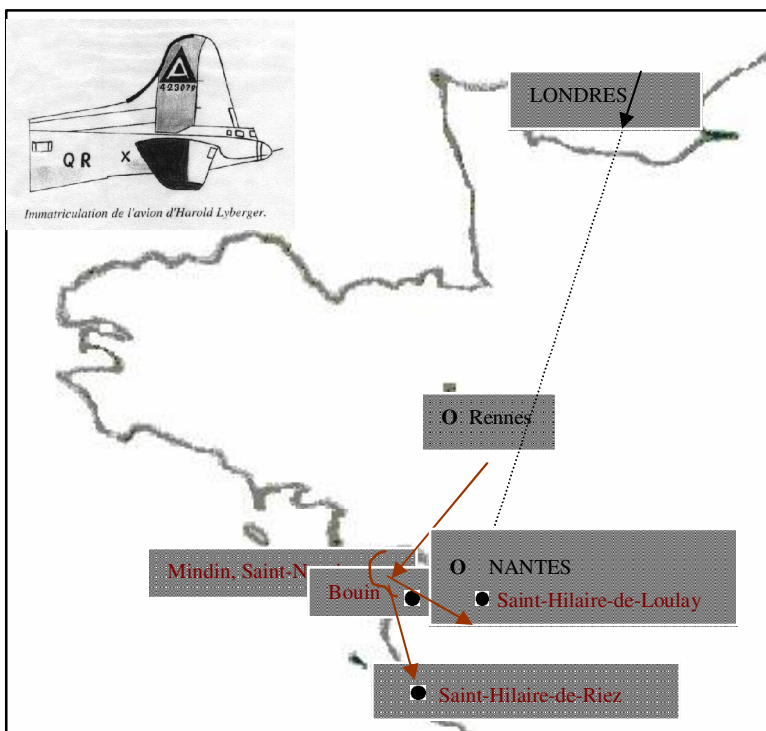 A
423079
QR X
Immatriculation de l'avion d'Harold Lyberger.
LONDRES
O Rennes
Mindin,
O NANTES
Bouin
Saint-Hilaire-de-Loulay
Saint-Hilaire-de-Riez